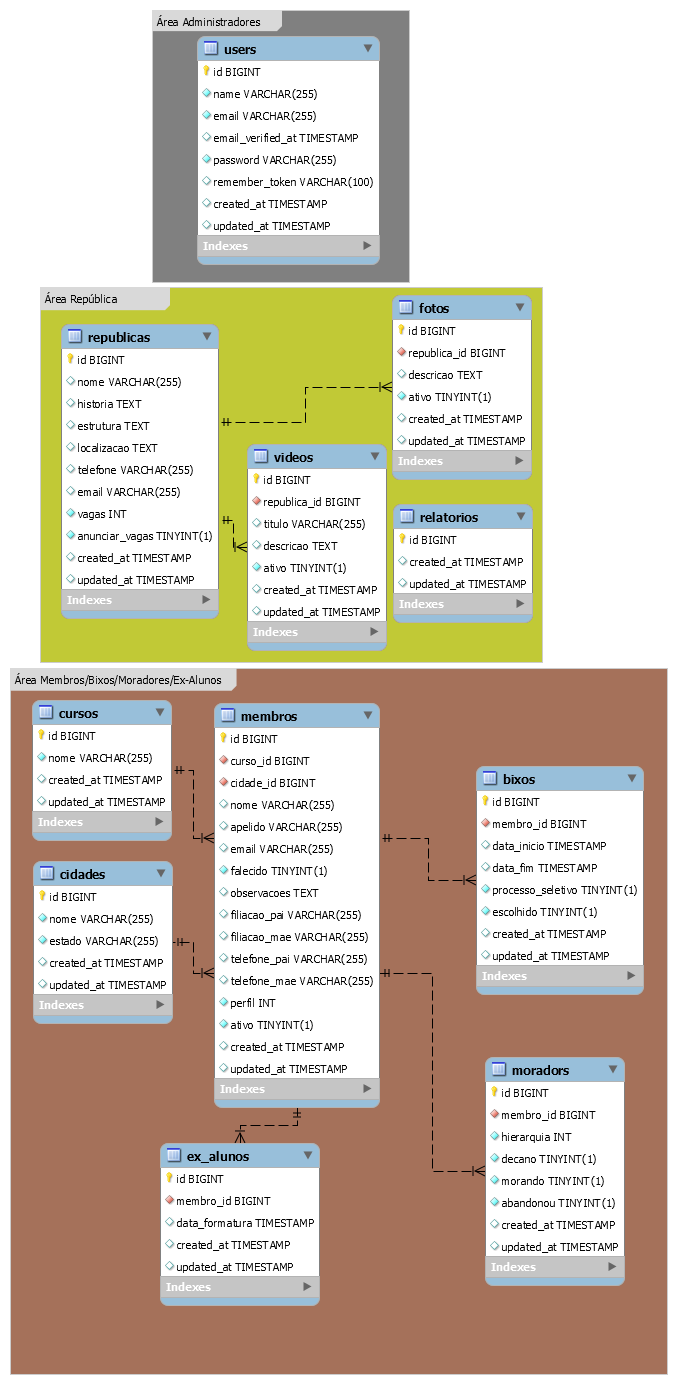 Área Administradores
users
id BIGINT
name VARCHAR(255)
email VARCHAR(255)
email_verified_at TIMESTAMP
password VARCHAR(255)
remember_token VARCHAR(100)
created_at TIMESTAMP
updated_at TIMESTAMP
Indexes
Área República
republicas
id BIGINT
nome VARCHAR(255)
historia TEXT
estrutura TEXT
localizacao TEXT
telefone VARCHAR(255)
email VARCHAR(255)
vagas INT
anunciar_vagas TINYINT(1)
created_at TIMESTAMP
updated_at TIMESTAMP
Indexes
fotos
id BIGINT
republica_id BIGINT
descricao TEXT
ativo TINYINT(1)
created_at TIMESTAMP
updated_at TIMESTAMP
Indexes
videos
id BIGINT
republica_id BIGINT
titulo VARCHAR(255)
descricao TEXT
ativo TINYINT(1)
created_at TIMESTAMP
updated_at TIMESTAMP
Indexes
relatorios
id BIGINT
created_at TIMESTAMP
updated_at TIMESTAMP
Indexes
Área Membros/Bixos/Moradores/Ex-Alunos
cursos
id BIGINT
nome VARCHAR(255)
created_at TIMESTAMP
updated_at TIMESTAMP
Indexes
cidades
id BIGINT
nome VARCHAR(255)
estado VARCHAR(255)
created_at TIMESTAMP
updated_at TIMESTAMP
Indexes
membros
id BIGINT
curso_id BIGINT
cidade_id BIGINT
nome VARCHAR(255)
apelido VARCHAR(255)
email VARCHAR(255)
falecido TINYINT(1)
observacoes TEXT
filiacao_pai VARCHAR(255)
filiacao_mae VARCHAR(255)
telefone_pai VARCHAR(255)
telefone_mae VARCHAR(255)
perfil INT
ativo TINYINT(1)
created_at TIMESTAMP
updated_at TIMESTAMP
Indexes
bixos
id BIGINT
membro_id BIGINT
data_inicio TIMESTAMP
data_fim TIMESTAMP
processo_seletivo TINYINT(1)
escolhido TINYINT(1)
created_at TIMESTAMP
updated_at TIMESTAMP
Indexes
moradors
id BIGINT
membro_id BIGINT
hierarquia INT
decano TINYINT(1)
morando TINYINT(1)
abandonou TINYINT(1)
created_at TIMESTAMP
updated_at TIMESTAMP
Indexes
ex_alunos
id BIGINT
membro_id BIGINT
data_formatura TIMESTAMP
created_at TIMESTAMP
updated_at TIMESTAMP
Indexes